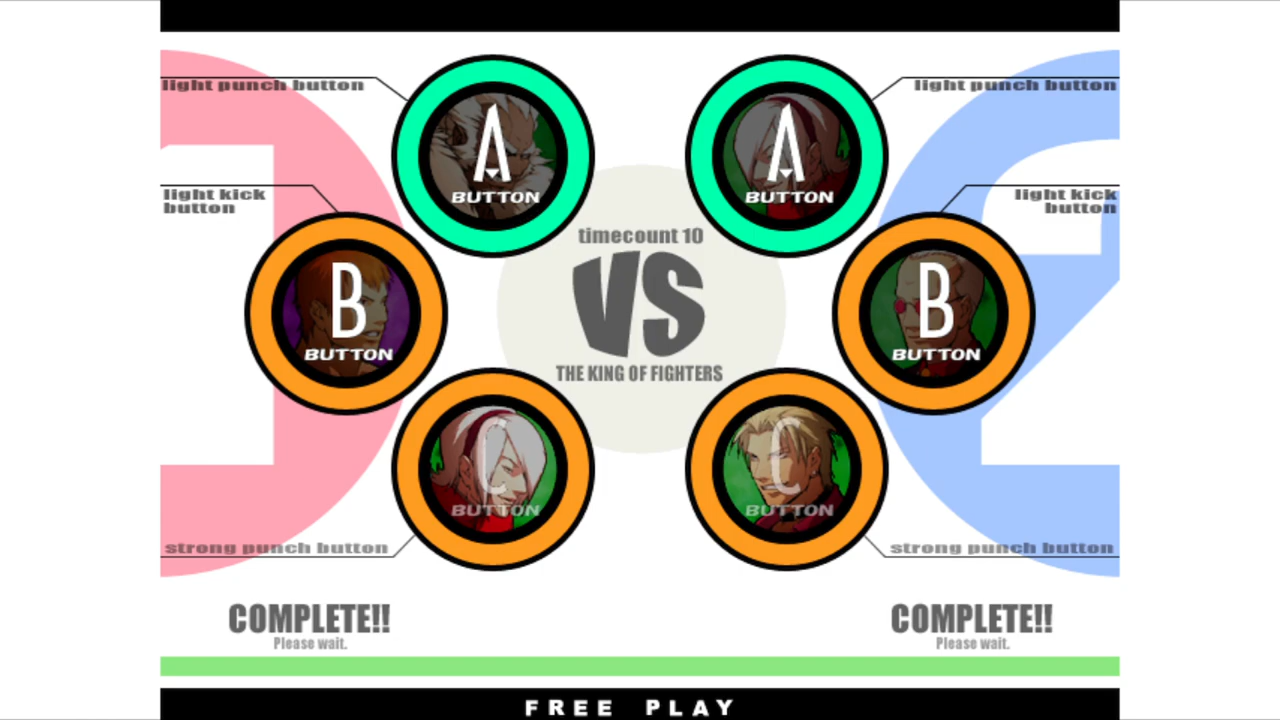 light punch button
light punch button
A
BUTTON
A
BUTTON
light kick
button
light kick
button
timecount 10
VS
THE KING OF FIGHTERS
B
BUTTON
B
BUTTON
C
BUTTON
C
BUTTON
strong punch button
strong punch button
COMPLETE!!
Please wait.
COMPLETE!!
Please wait.
FREE PLAY
1
2